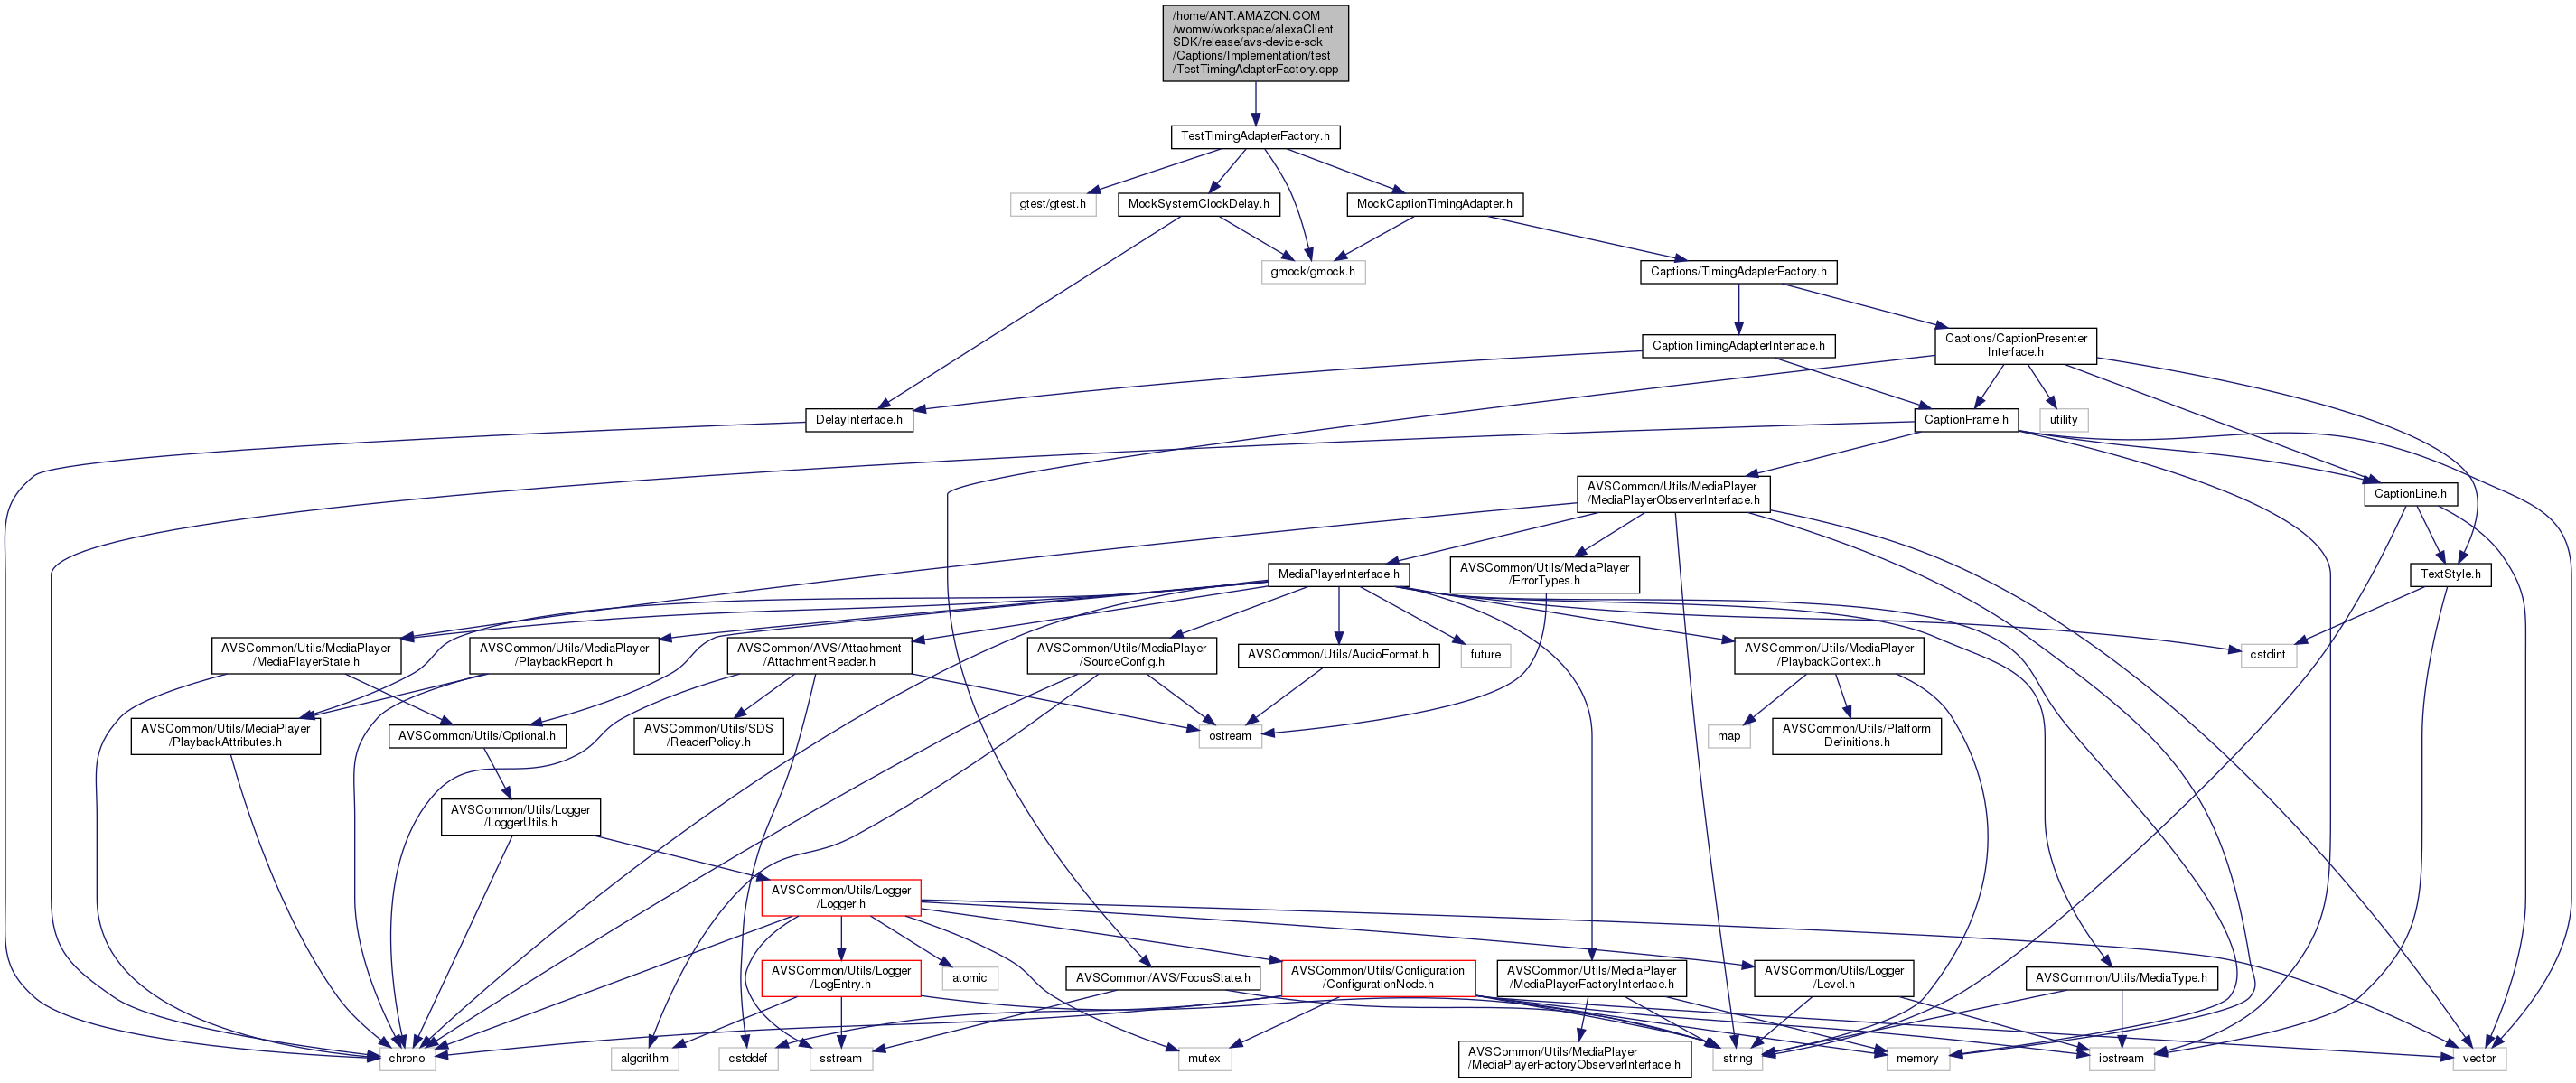 /home/ANT.AMAZON.COM
/womw/workspace/alexaClient
SDK/release/avs-device-sdk
/Captions/Implementation/test
/TestTimingAdapterFactory.cpp
TestTimingAdapterFactory.h
gtest/gtest.h
MockSystemClockDelay.h
MockCaptionTimingAdapter.h
gmock/gmock.h
Captions/TimingAdapterFactory.h
CaptionTimingAdapterInterface.h
Captions/CaptionPresenter
Interface.h
DelayInterface.h
CaptionFrame.h
utility
AVSCommon/Utils/MediaPlayer
/MediaPlayerObserverInterface.h
CaptionLine.h
MediaPlayerInterface.h
AVSCommon/Utils/MediaPlayer
/ErrorTypes.h
TextStyle.h
AVSCommon/Utils/MediaPlayer
/MediaPlayerState.h
AVSCommon/Utils/MediaPlayer
/PlaybackReport.h
AVSCommon/AVS/Attachment
/AttachmentReader.h
AVSCommon/Utils/MediaPlayer
/SourceConfig.h
AVSCommon/Utils/AudioFormat.h
future
AVSCommon/Utils/MediaPlayer
/PlaybackContext.h
cstdint
AVSCommon/Utils/MediaPlayer
/PlaybackAttributes.h
AVSCommon/Utils/Optional.h
AVSCommon/Utils/SDS
/ReaderPolicy.h
ostream
map
AVSCommon/Utils/Platform
Definitions.h
AVSCommon/Utils/Logger
/LoggerUtils.h
AVSCommon/Utils/Logger
/Logger.h
AVSCommon/Utils/Logger
/LogEntry.h
atomic
AVSCommon/AVS/FocusState.h
AVSCommon/Utils/Configuration
/ConfigurationNode.h
AVSCommon/Utils/MediaPlayer
/MediaPlayerFactoryInterface.h
AVSCommon/Utils/Logger
/Level.h
AVSCommon/Utils/MediaType.h
chrono
algorithm
cstddef
sstream
mutex
AVSCommon/Utils/MediaPlayer
/MediaPlayerFactoryObserverInterface.h
string
memory
iostream
vector